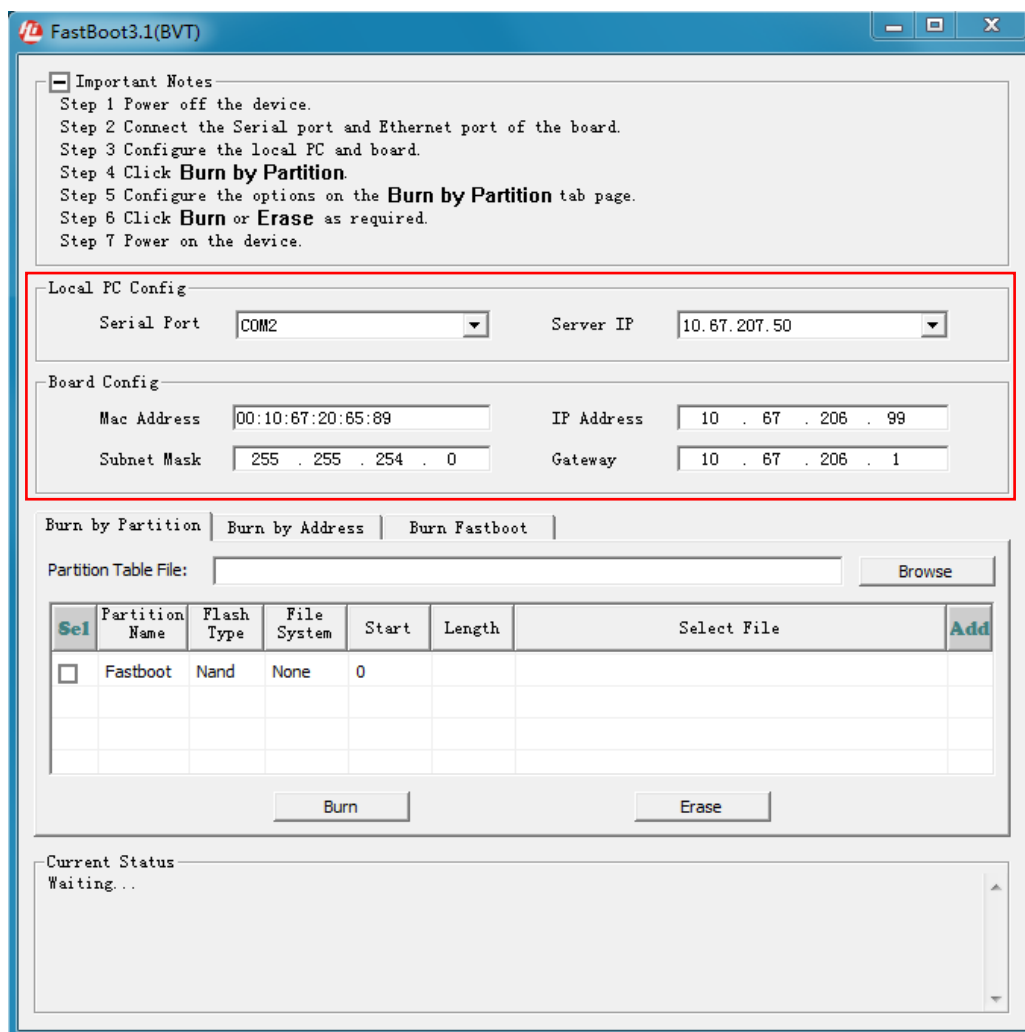 FastBoot3.1(BVT)
Important Notes
Step 1 Power off the device.
Step 2 Connect the Serial port and Ethernet port of the board.
Step 3 Configure the local PC and board.
Step 4 Click Burn by Partition.
Step 5 Configure the options on the Burn by Partition tab page.
Step 6 Click Burn or Erase as required.
Step 7 Power on the device.
Local PC Config
Serial Port COM2 Server IP 10.67.207.50
Board Config
Mac Address 00:10:67:20:65:89 IP Address 10 . 67 . 206 . 99
Subnet Mask 255 . 255 . 254 . 0 Gateway 10 . 67 . 206 . 1
Burn by Partition Burn by Address Burn Fastboot
Partition Table File: Browse
Sel Partition Name Flash Type File System Start Length Select File Add
Fastboot Nand None 0
Burn Erase
Current Status
Waiting...